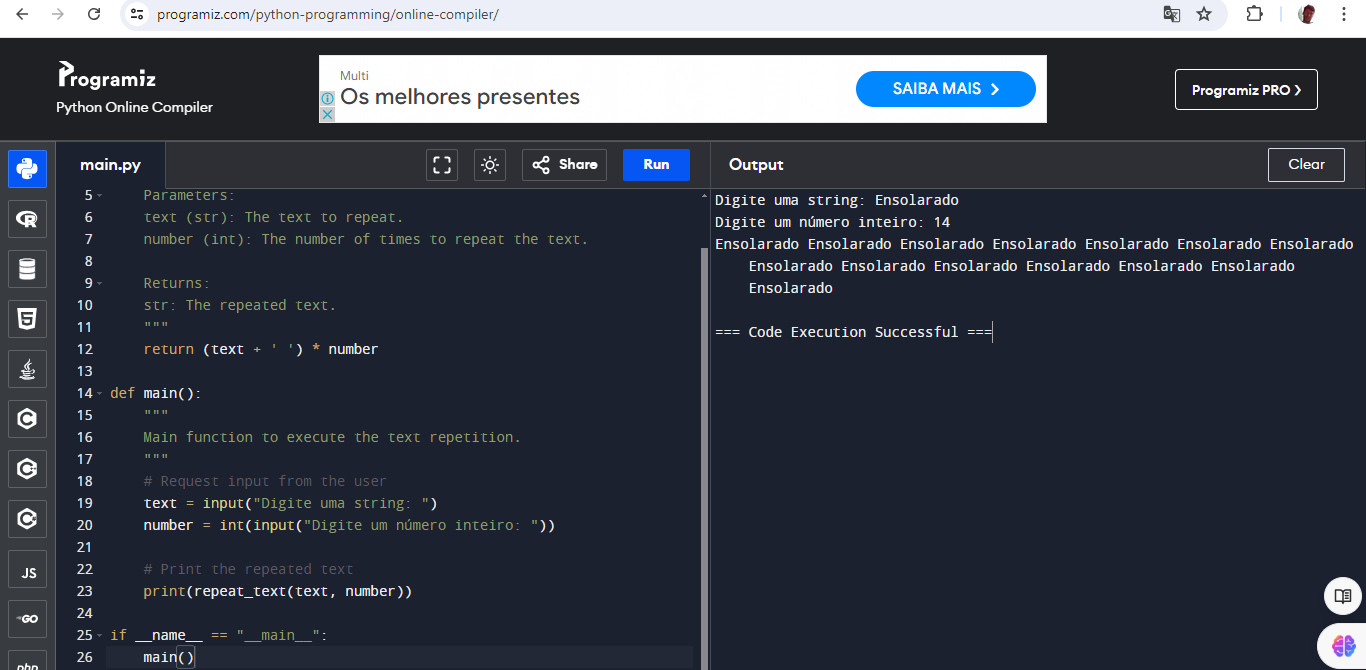 programiz.com/python-programming/online-compiler/
Programiz
Python Online Compiler
Multi
Os melhores presentes
SAIBA MAIS
Programiz PRO
main.py
Share
Run
Output
Clear
5 Parameters:
6 text (str): The text to repeat.
7 number (int): The number of times to repeat the text.
8
9 Returns:
10 str: The repeated text.
11 """
12 return (text + ' ') * number
13
14 def main():
15 """
16 Main function to execute the text repetition.
17 """
18 # Request input from the user
19 text = input("Digite uma string: ")
20 number = int(input("Digite um número inteiro: "))
21
22 # Print the repeated text
23 print(repeat_text(text, number))
24
25 if __name__ == "__main__":
26 main()
Digite uma string: Ensolarado
Digite um número inteiro: 14
Ensolarado Ensolarado Ensolarado Ensolarado Ensolarado Ensolarado Ensolarado
Ensolarado Ensolarado Ensolarado Ensolarado Ensolarado Ensolarado
Ensolarado
=== Code Execution Successful ===
R
5
C
C
C
JS
GO
php